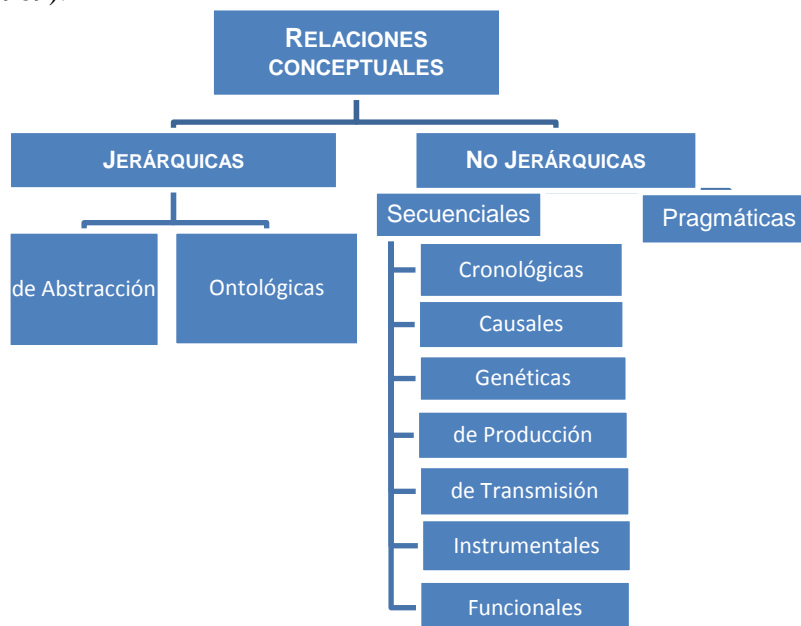 RELACIONES
CONCEPTUALES
JERÁRQUICAS
NO JERÁRQUICAS
Secuenciales
Pragmáticas
de Abstracción
Ontológicas
Cronológicas
Causales
Genéticas
de Producción
de Transmisión
Instrumentales
Funcionales